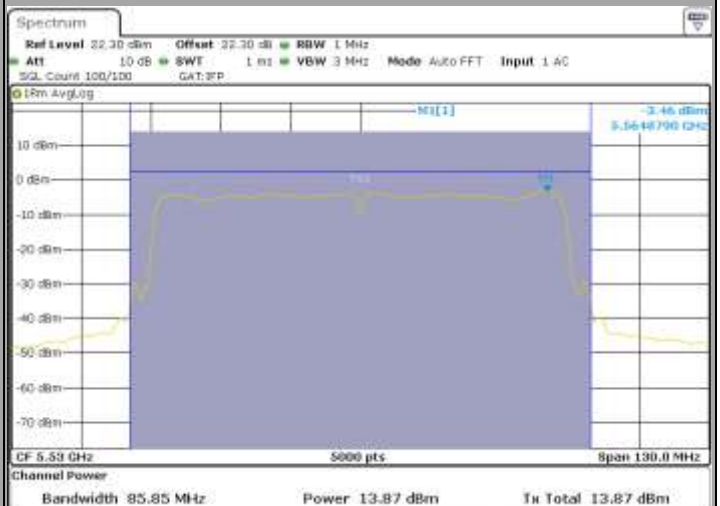 Spectrum
Ref Level 22.30 dBm Offset 22.30 dB RBW 1 MHz
Att 10 dB SWT 1 ms VBW 3 MHz Mode Auto FFT Input 1 AC
SGL Count 100/100 GAT:IFP
1Rm AvgLog
M1[1] -3.46 dBm
5.5648790 GHz
10 dBm
0 dBm
M1
-10 dBm
-20 dBm
-30 dBm
-40 dBm
-50 dBm
-60 dBm
-70 dBm
CF 5.53 GHz 5000 pts Span 130.0 MHz
Channel Power
Bandwidth 85.85 MHz Power 13.87 dBm Tx Total 13.87 dBm